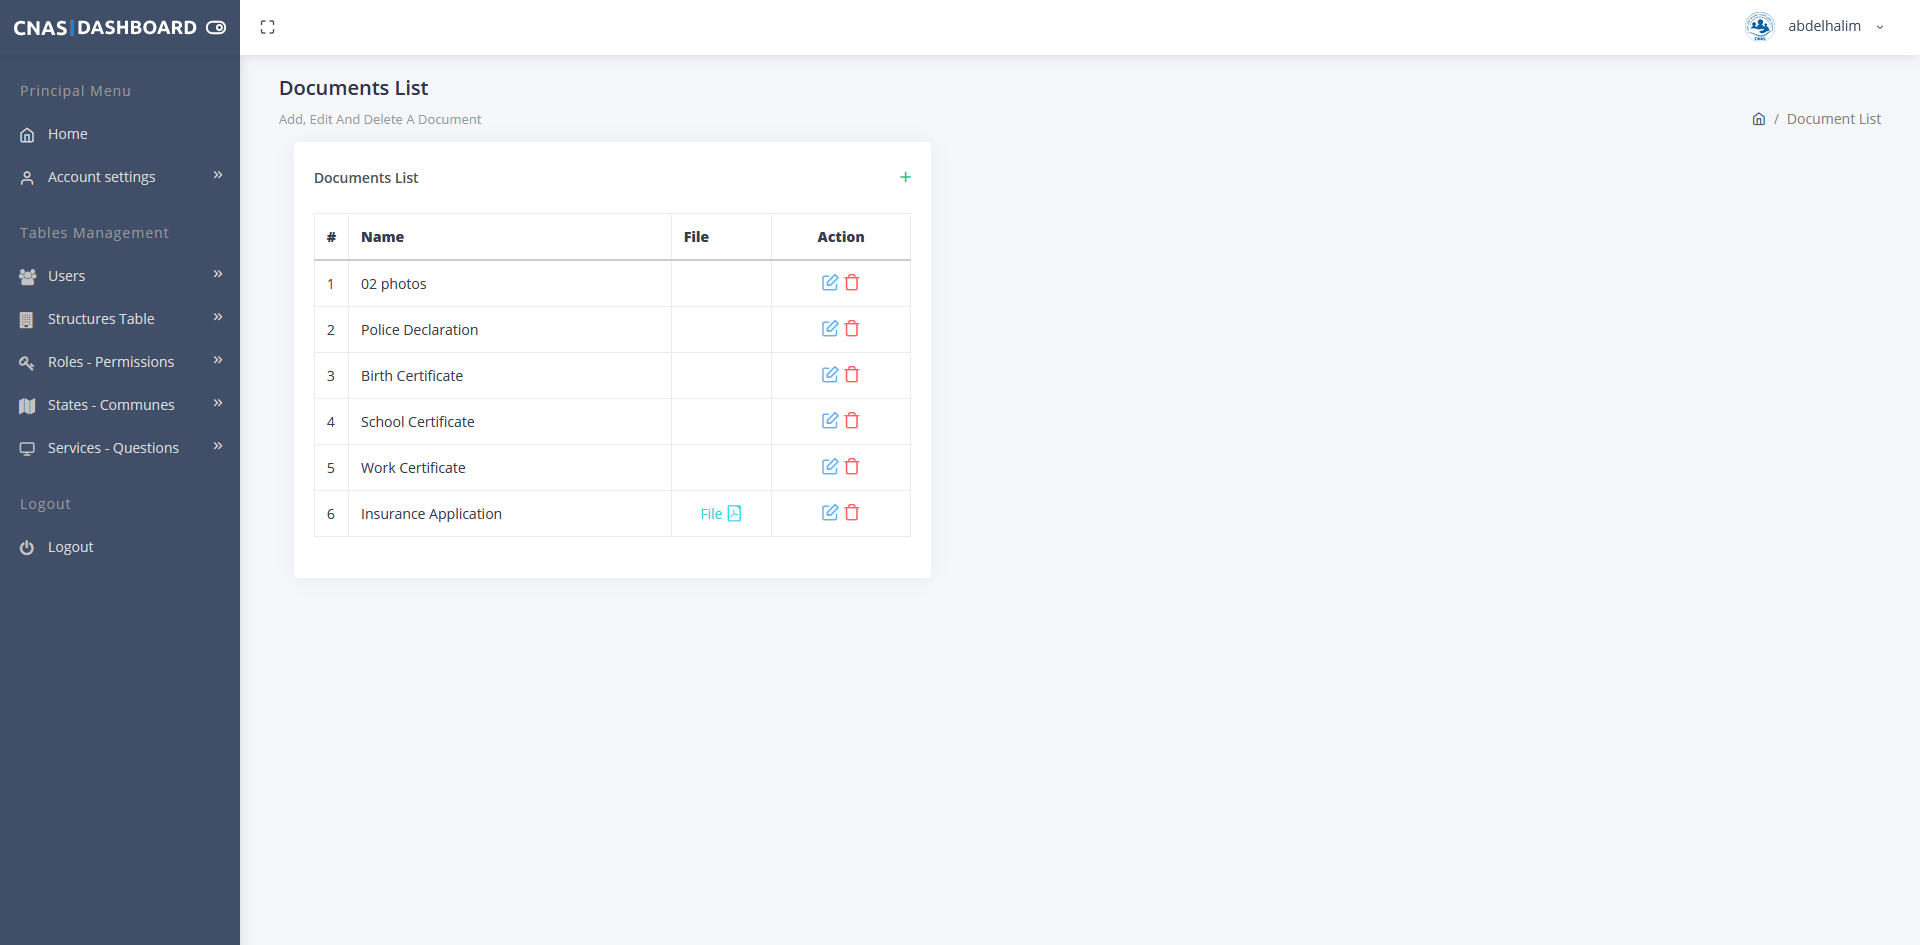 CNAS|DASHBOARD
abdelhalim
Principal Menu
Home
Account settings
Tables Management
Users
Structures Table
Roles - Permissions
States - Communes
Services - Questions
Logout
Logout
Documents List
Add, Edit And Delete A Document
/ Document List
Documents List +
# Name File Action
1 02 photos
2 Police Declaration
3 Birth Certificate
4 School Certificate
5 Work Certificate
6 Insurance Application File